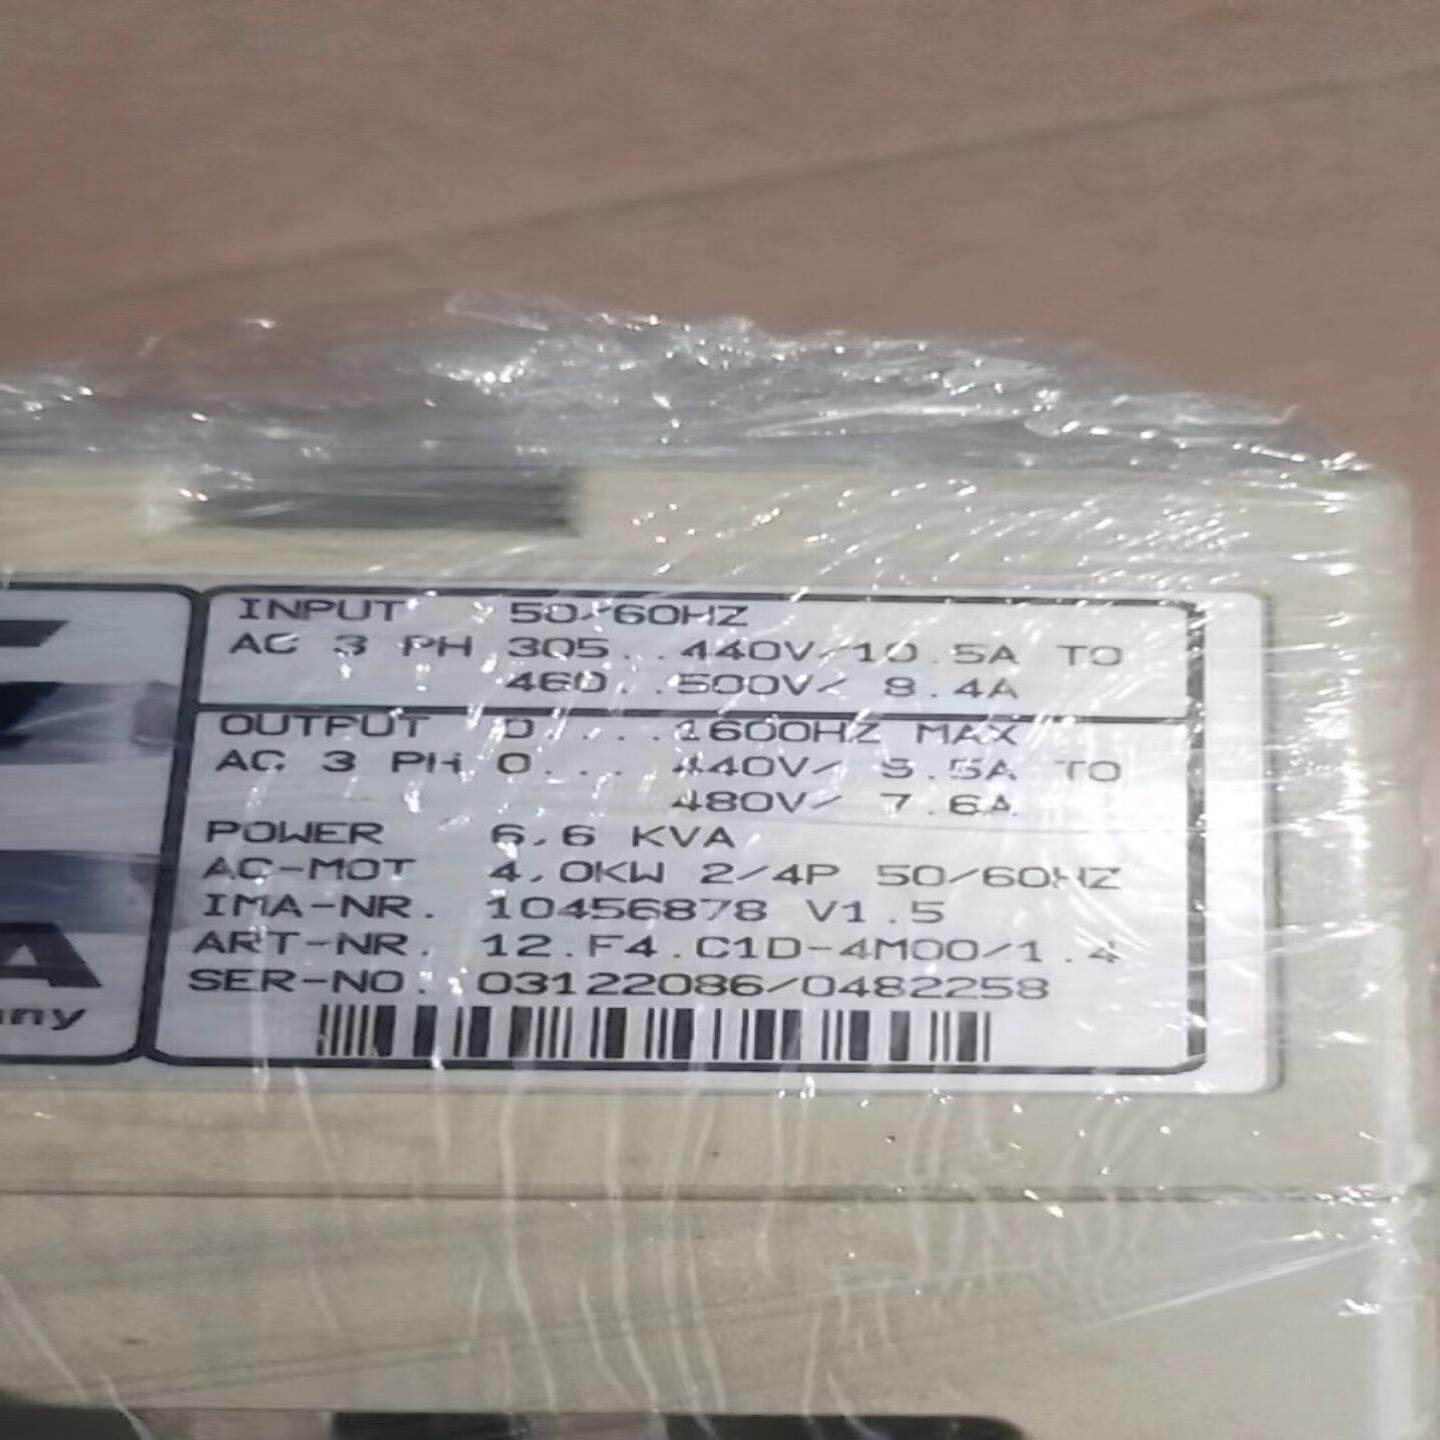 INPUT 50/60HZ
AC 3 PH 305...440V/10.5A TO
460...500V/ 8.4A
OUTPUT 0....1600HZ MAX
AC 3 PH 0... 440V/ TO
480V/ 7.6A
POWER 6,6 KVA
AC-MOT 4,0KW 2/4P 50/60HZ
IMA-NR. 10456878 V1.5
ART-NR. 12.F4.C1D-4M00/1.4
SER-NO. 03122086/0482258